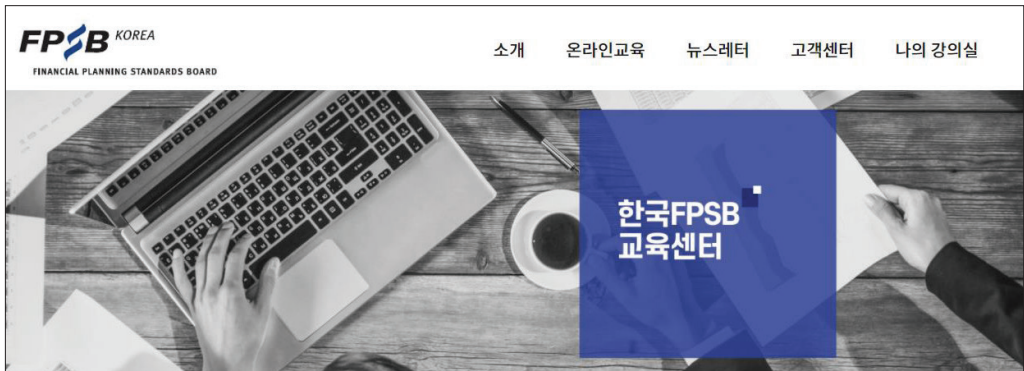 FPSB KOREA
FINANCIAL PLANNING STANDARDS BOARD
소개 온라인교육 뉴스레터 고객센터 나의 강의실
한국FPSB
교육센터